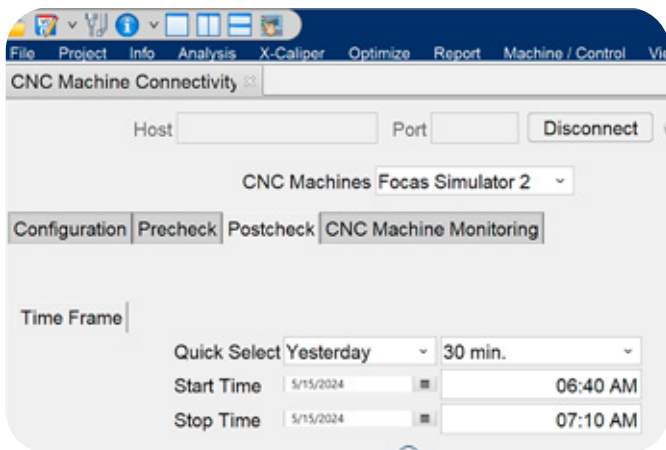 File Project Info Analysis X-Caliper Optimize Report Machine / Control
CNC Machine Connectivity
Host Port Disconnect
CNC Machines Focas Simulator 2
Configuration Precheck Postcheck CNC Machine Monitoring
Time Frame
Quick Select Yesterday 30 min.
Start Time 5/15/2024 06:40 AM
Stop Time 5/15/2024 07:10 AM